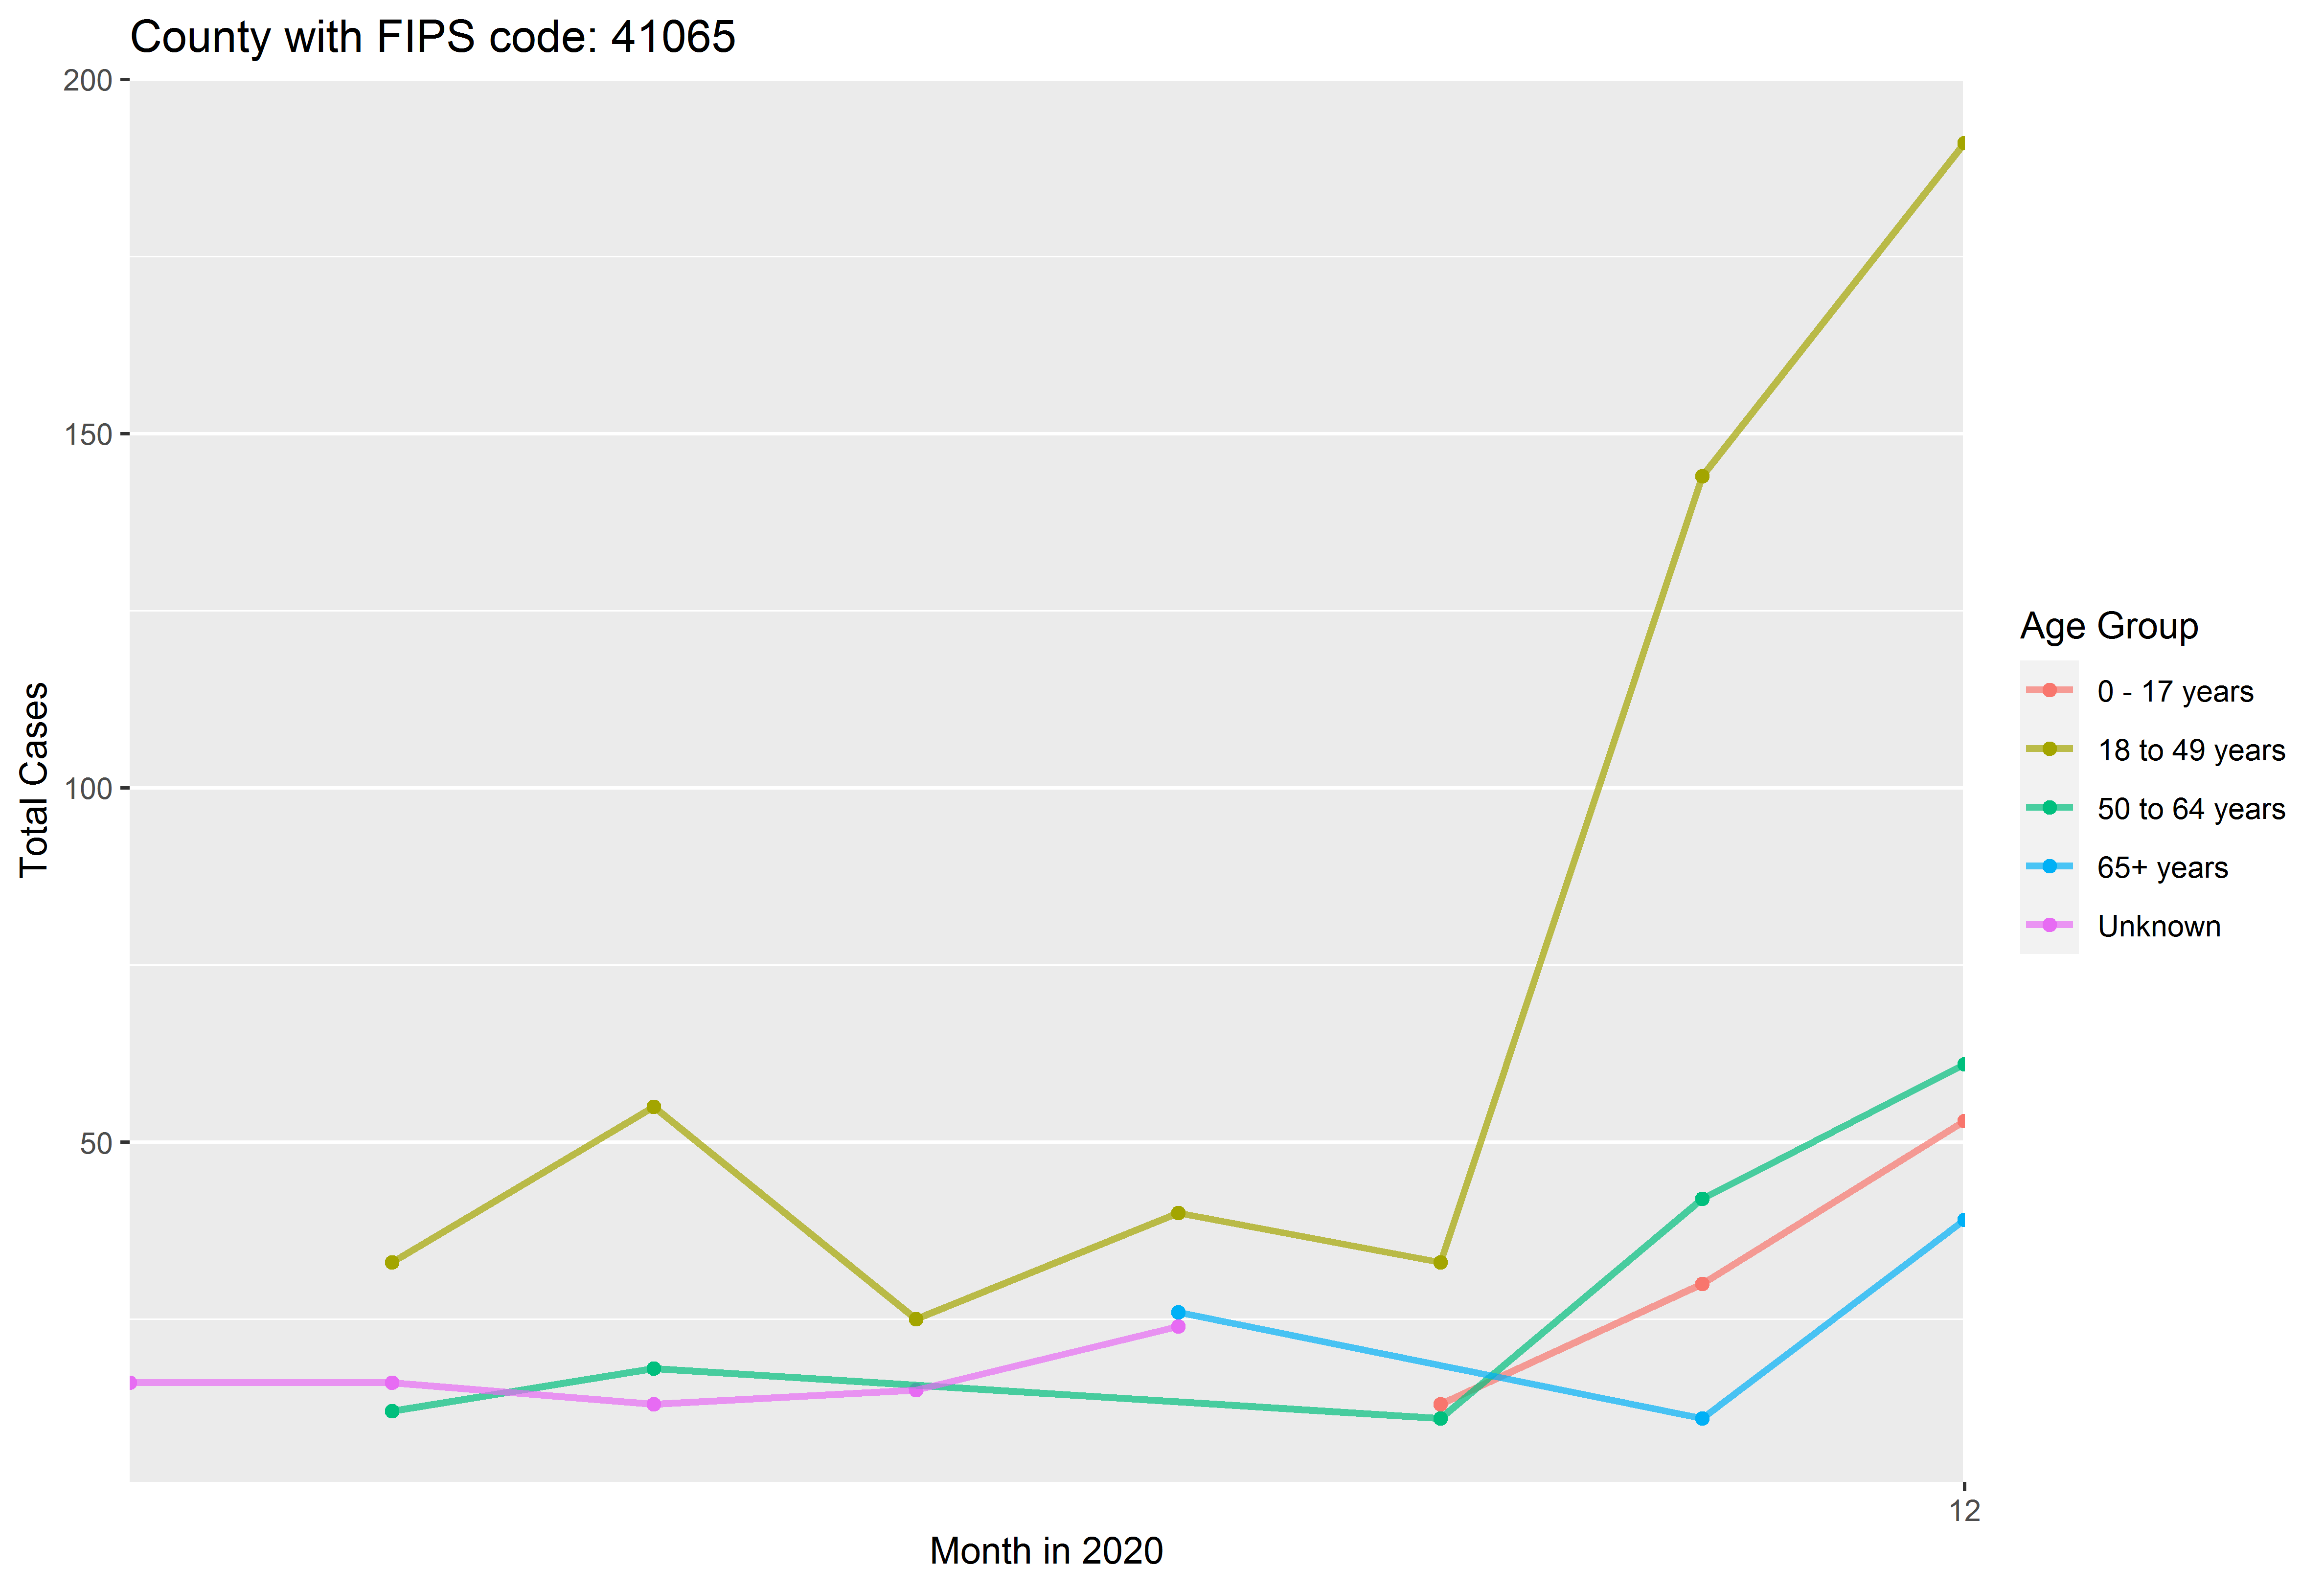 County with FIPS code: 41065
200
150
100
50
Total Cases
12
Month in 2020
Age Group
0 - 17 years
18 to 49 years
50 to 64 years
65+ years
Unknown